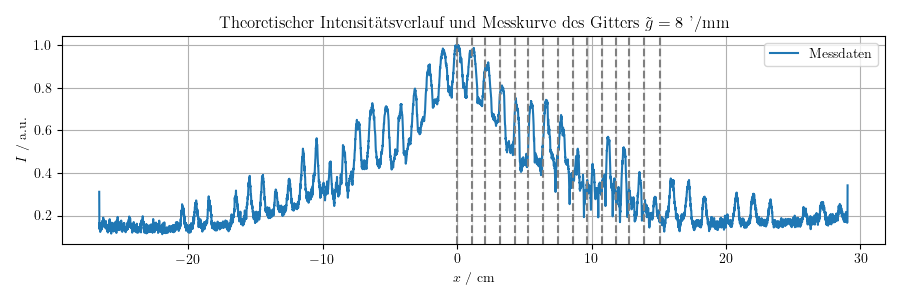 Theoretischer Intensitätsverlauf und Messkurve des Gitters g̃ = 8 '/mm
Messdaten
I / a.u.
1.0
0.8
0.6
0.4
0.2
−20
−10
0
10
20
30
x / cm